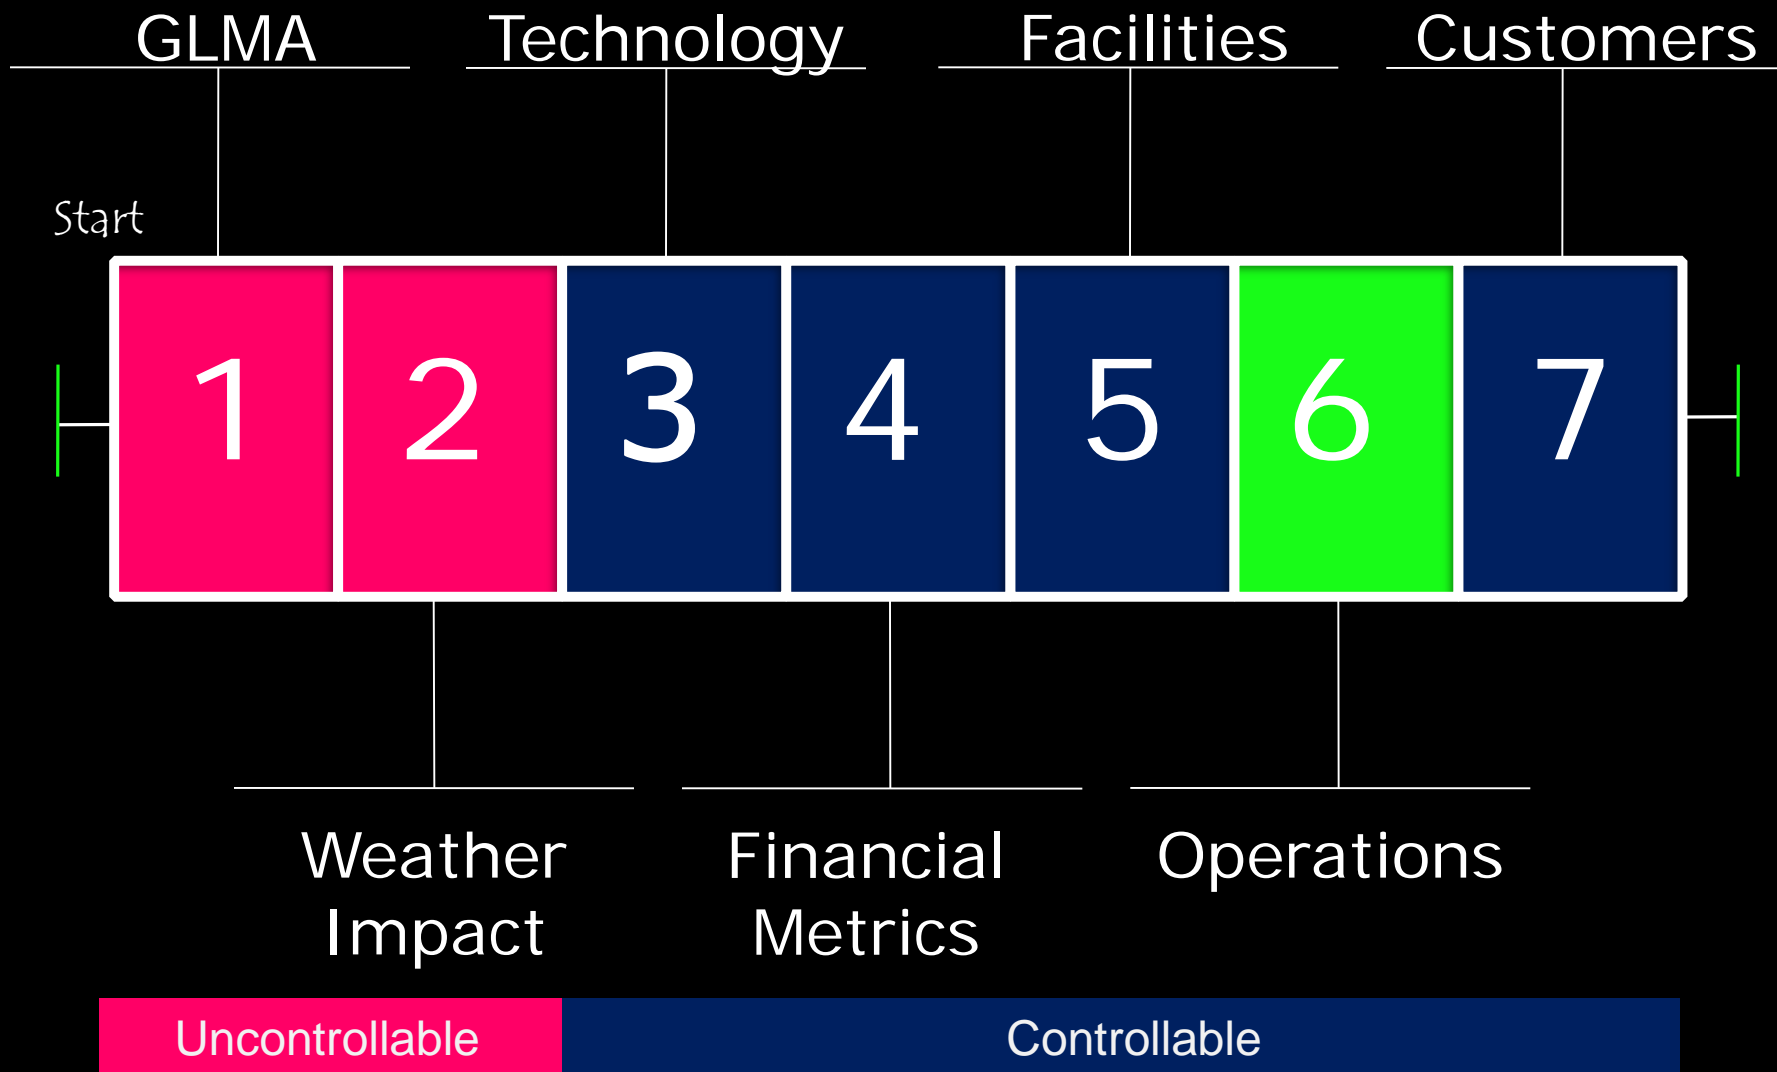 GLMA Technology Facilities Customers
Start
1 2 3 4 5 6 7
Weather Financial Operations
Impact Metrics
Uncontrollable Controllable